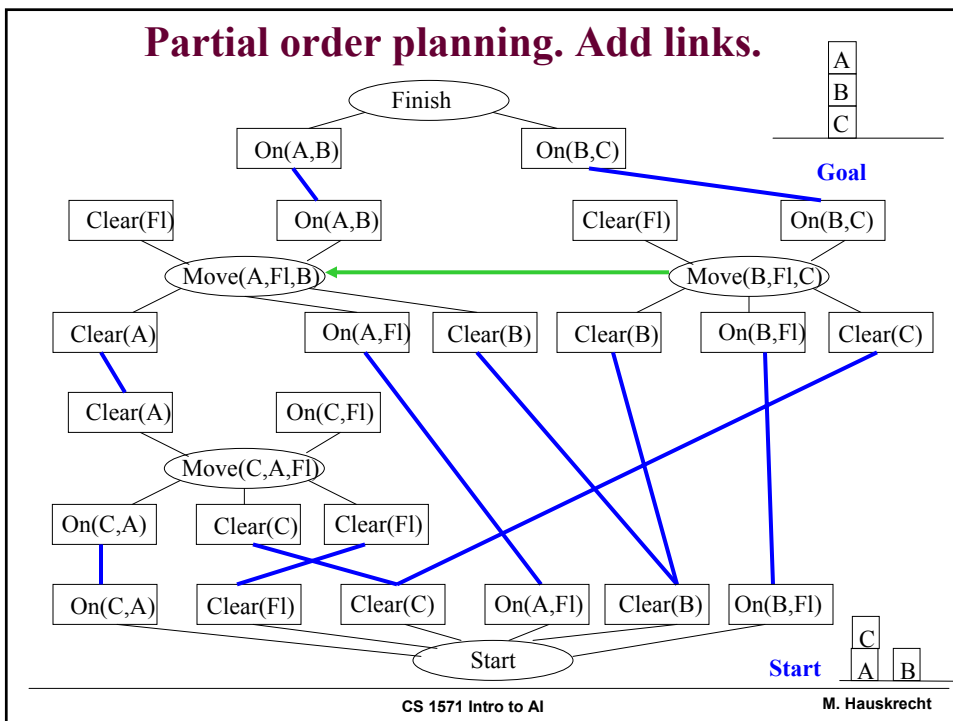 Partial order planning. Add links.
A
B
C
Finish
On(A,B) On(B,C)
Goal
Clear(Fl) On(A,B) Clear(Fl) On(B,C)
Move(A,Fl,B) Move(B,Fl,C)
Clear(A) On(A,Fl) Clear(B) Clear(B) On(B,Fl) Clear(C)
Clear(A) On(C,Fl)
Move(C,A,Fl)
On(C,A) Clear(C) Clear(Fl)
On(C,A) Clear(Fl) Clear(C) On(A,Fl) Clear(B) On(B,Fl)
C
Start Start A B
CS 1571 Intro to AI M. Hauskrecht